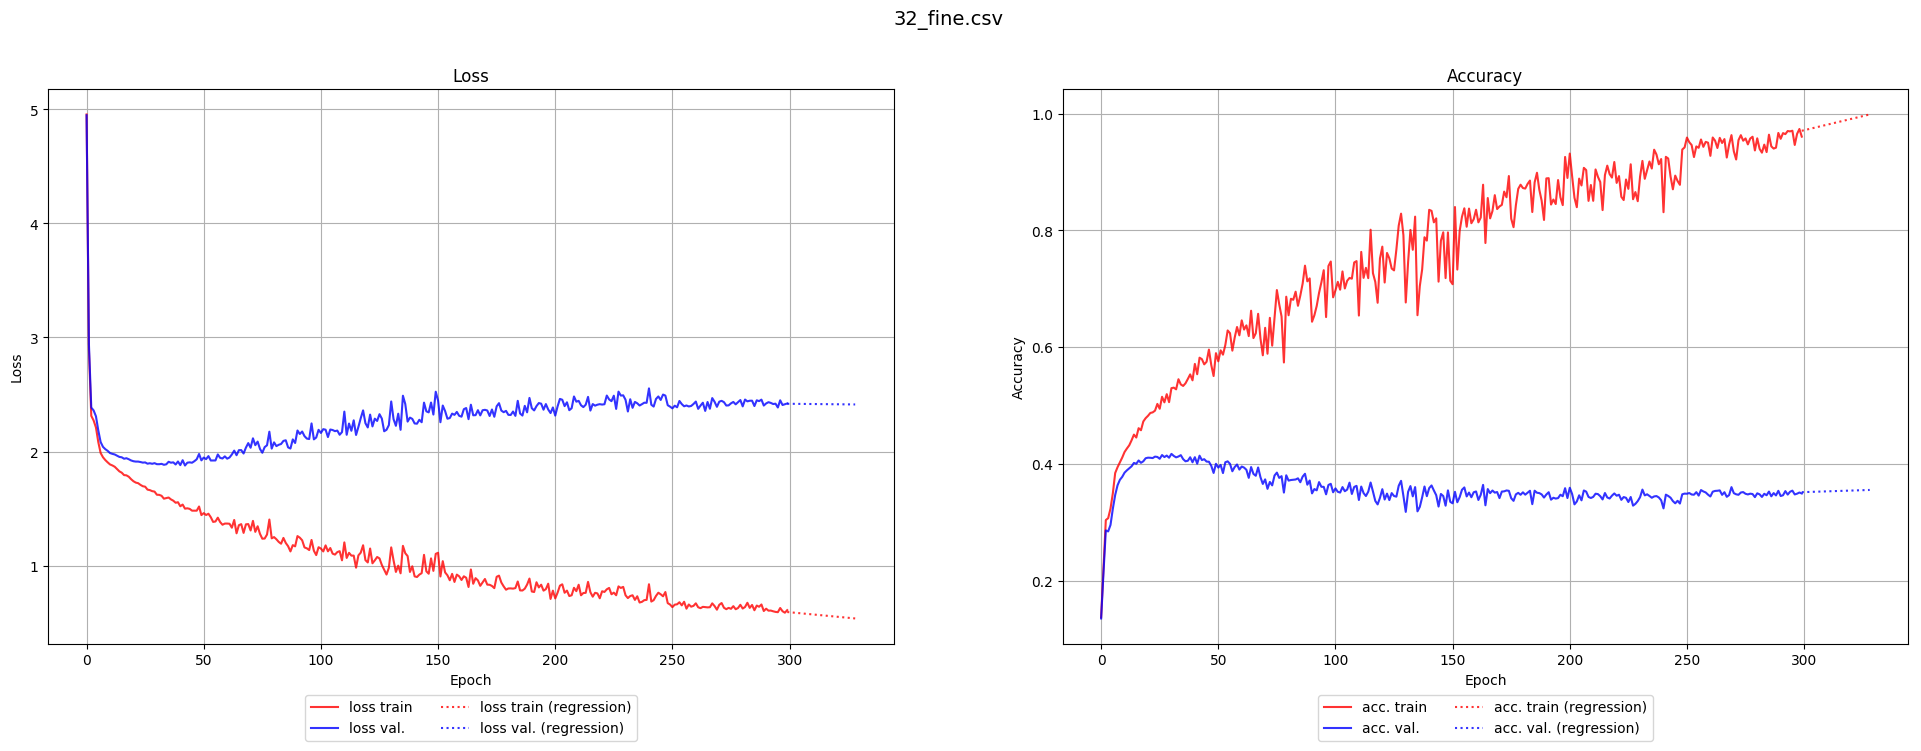 32_fine.csv
Loss
5
4
3
2
1
Loss
0 50 100 150 200 250 300
Epoch
loss train loss train (regression)
loss val. loss val. (regression)
Accuracy
1.0
0.8
0.6
0.4
0.2
Accuracy
0 50 100 150 200 250 300
Epoch
acc. train acc. train (regression)
acc. val. acc. val. (regression)